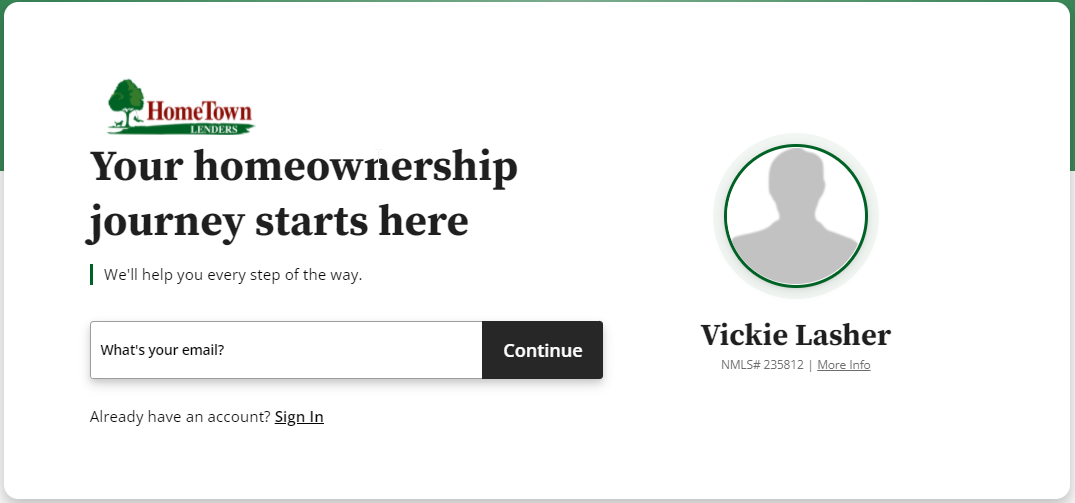 HomeTown
LENDERS
Your homeownership
journey starts here
We'll help you every step of the way.
What's your email?
Continue
Already have an account? Sign In
Vickie Lasher
NMLS# 235812 | More Info